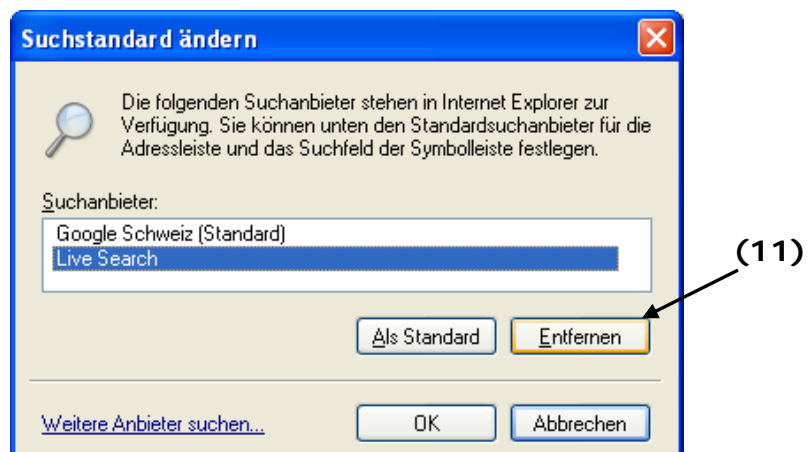 Suchstandard ändern
Die folgenden Suchanbieter stehen in Internet Explorer zur
Verfügung. Sie können unten den Standardsuchanbieter für die
Adressleiste und das Suchfeld der Symbolleiste festlegen.
Suchanbieter:
Google Schweiz (Standard)
Live Search
(11)
Als Standard Entfernen
Weitere Anbieter suchen... OK Abbrechen